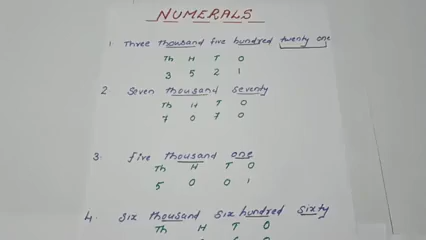 NUMERALS
1. Three thousand five hundred twenty one
Th H T O
3 5 2 1
2. Seven thousand seventy
Th H T O
7 0 7 0
3. five thousand one
Th H T O
5 0 0 1
4. Six thousand six hundred sixty
Th H T O